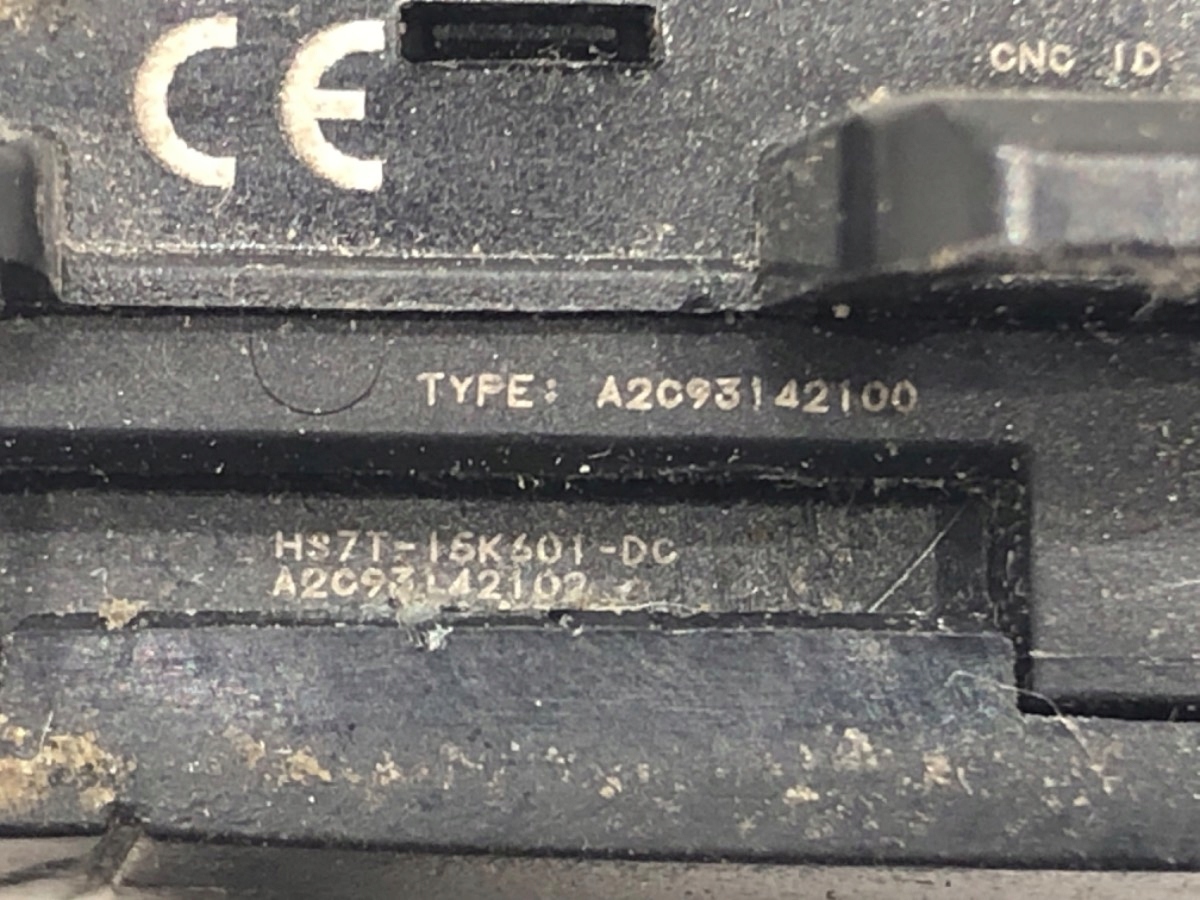 CE
CNC ID
TYPE: A2C93142100
HS7T-15K601-DC
A2C93142102